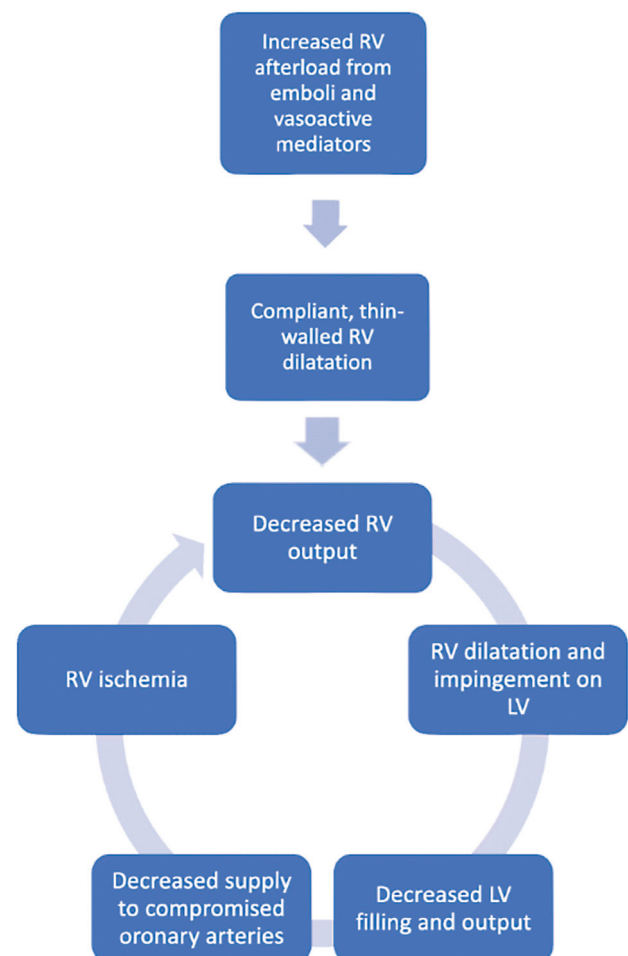 Increased RV
afterload from
emboli and
vasoactive
mediators
Compliant, thin-
walled RV
dilatation
Decreased RV
output
RV ischemia
RV dilatation and
impingement on
LV
Decreased supply
to compromised
oronary arteries
Decreased LV
filling and output